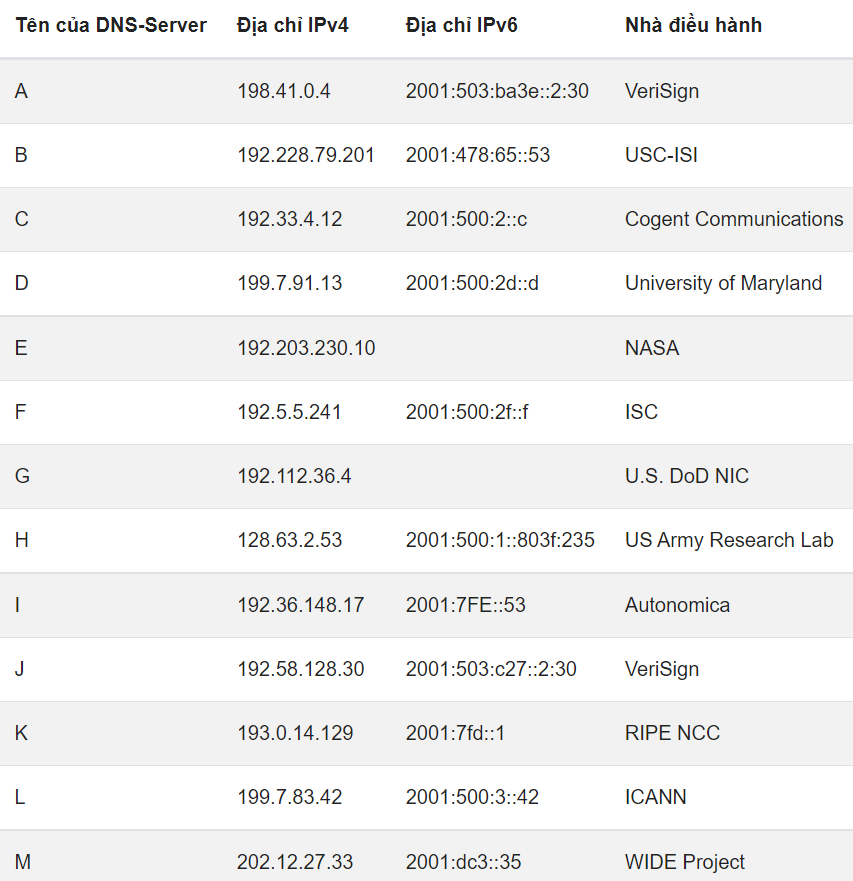 Tên của DNS-Server Địa chỉ IPv4 Địa chỉ IPv6 Nhà điều hành
A 198.41.0.4 2001:503:ba3e::2:30 VeriSign
B 192.228.79.201 2001:478:65::53 USC-ISI
C 192.33.4.12 2001:500:2::c Cogent Communications
D 199.7.91.13 2001:500:2d::d University of Maryland
E 192.203.230.10 NASA
F 192.5.5.241 2001:500:2f::f ISC
G 192.112.36.4 U.S. DoD NIC
H 128.63.2.53 2001:500:1::803f:235 US Army Research Lab
I 192.36.148.17 2001:7FE::53 Autonomica
J 192.58.128.30 2001:503:c27::2:30 VeriSign
K 193.0.14.129 2001:7fd::1 RIPE NCC
L 199.7.83.42 2001:500:3::42 ICANN
M 202.12.27.33 2001:dc3::35 WIDE Project